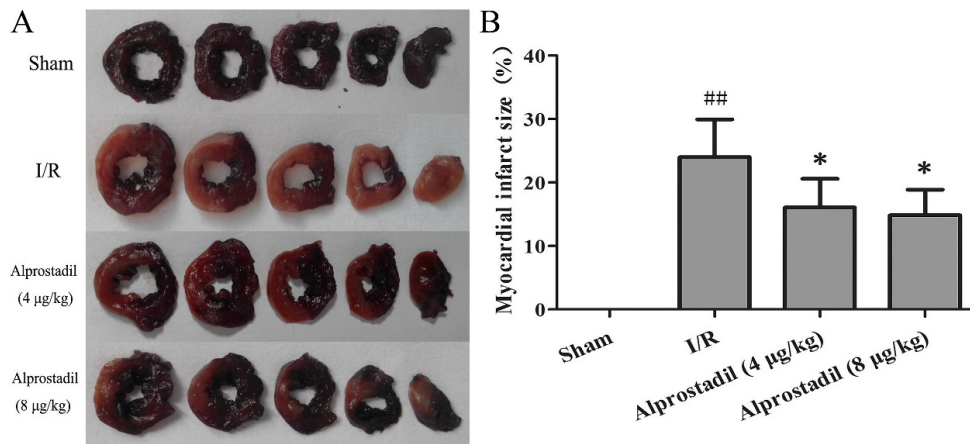 A
Sham
I/R
Alprostadil
(4 μg/kg)
Alprostadil
(8 μg/kg)
B
Myocardial infarct size (%)
40
30
20
10
0
##
*
*
Sham
I/R
Alprostadil (4 μg/kg)
Alprostadil (8 μg/kg)